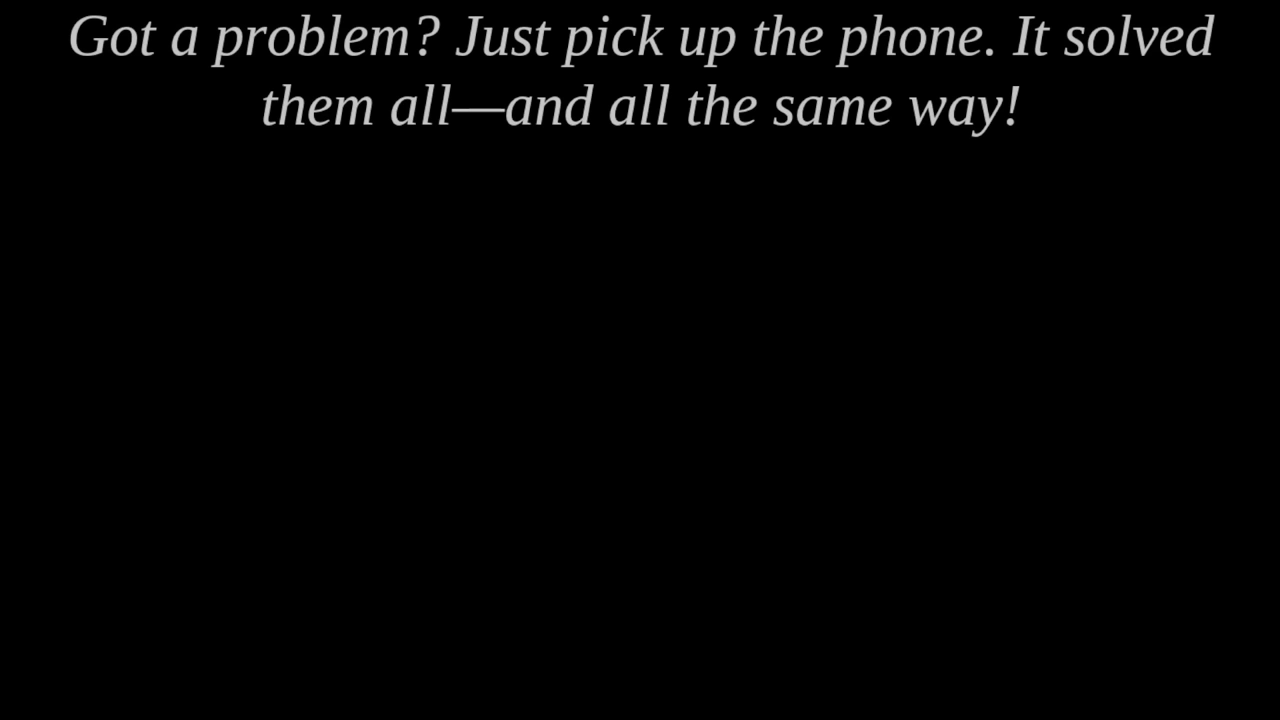 Got a problem? Just pick up the phone. It solved
them all—and all the same way!